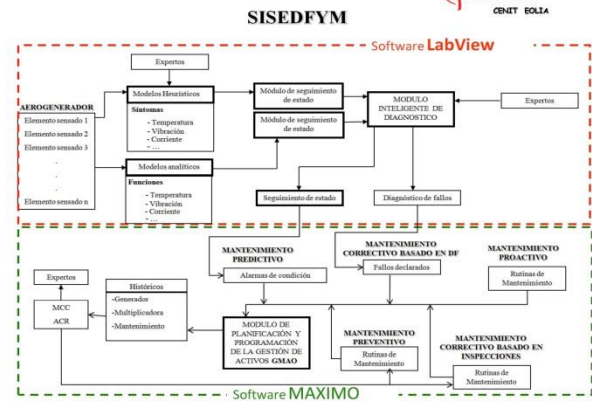 CENIT EOLIA
SISEDFYM
Software LabView
Expertos
AEROGENERADOR
Elemento sensado 1
Elemento sensado 2
Elemento sensado 3
.
.
.
Elemento sensado n
Modelos Heurísticos
Síntomas
- Temperatura
- Vibración
- Corriente
- ...
Modelos analíticos
Funciones
- Temperatura
- Vibración
- Corriente
- ...
Módulo de seguimiento
de estado
Módulo de seguimiento
de estado
MODULO
INTELIGENTE DE
DIAGNOSTICO
Expertos
Seguimiento de estado
Diagnóstico de fallos
MANTENIMIENTO
PREDICTIVO
Alarmas de condición
MANTENIMIENTO
CORRECTIVO BASADO EN DF
Fallos declarados
MANTENIMIENTO
PROACTIVO
Rutinas de
Mantenimiento
Expertos
MCC
ACR
Históricos
-Generador
-Multiplicadora
-Mantenimiento
MODULO DE
PLANIFICACIÓN Y
PROGRAMACIÓN
DE LA GESTIÓN DE
ACTIVOS GMAO
MANTENIMIENTO
PREVENTIVO
Rutinas de
Mantenimiento
MANTENIMIENTO
CORRECTIVO BASADO EN
INSPECCIONES
Rutinas de
Mantenimiento
Software MAXIMO